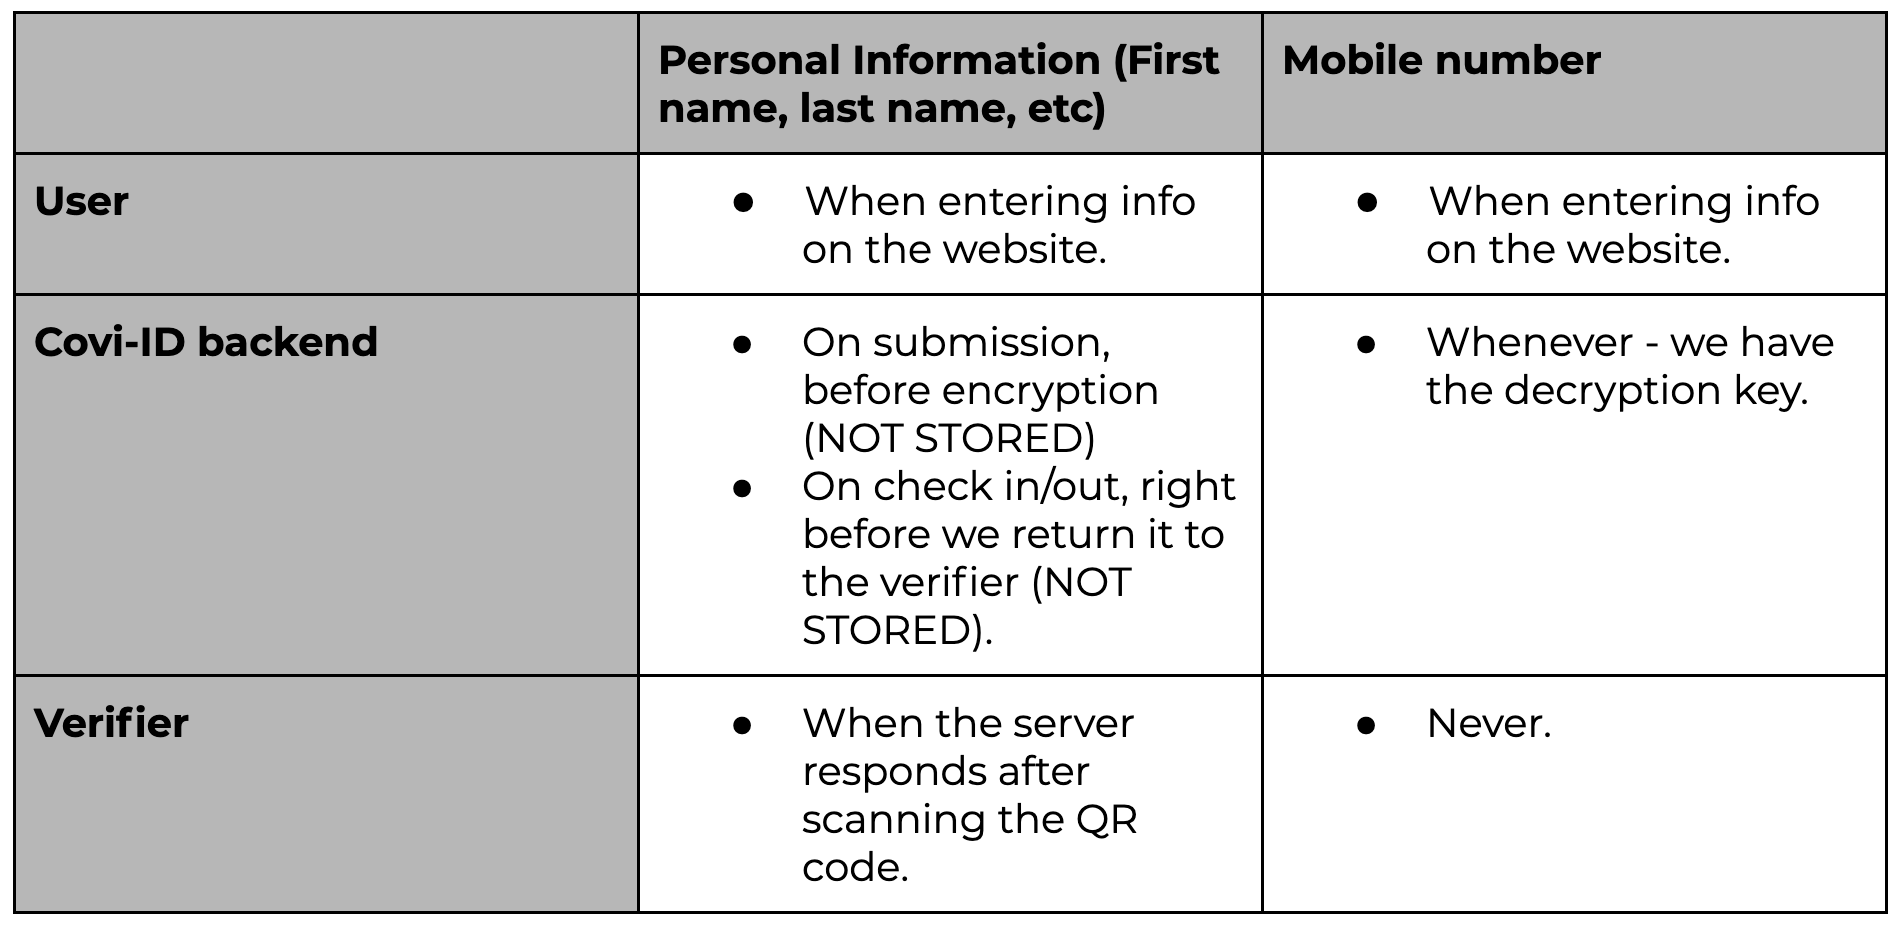 Personal Information (First
name, last name, etc)
Mobile number
User
● When entering info
on the website.
● When entering info
on the website.
Covi-ID backend
● On submission,
before encryption
(NOT STORED)
● On check in/out, right
before we return it to
the verifier (NOT
STORED).
● Whenever - we have
the decryption key.
Verifier
● When the server
responds after
scanning the QR
code.
● Never.